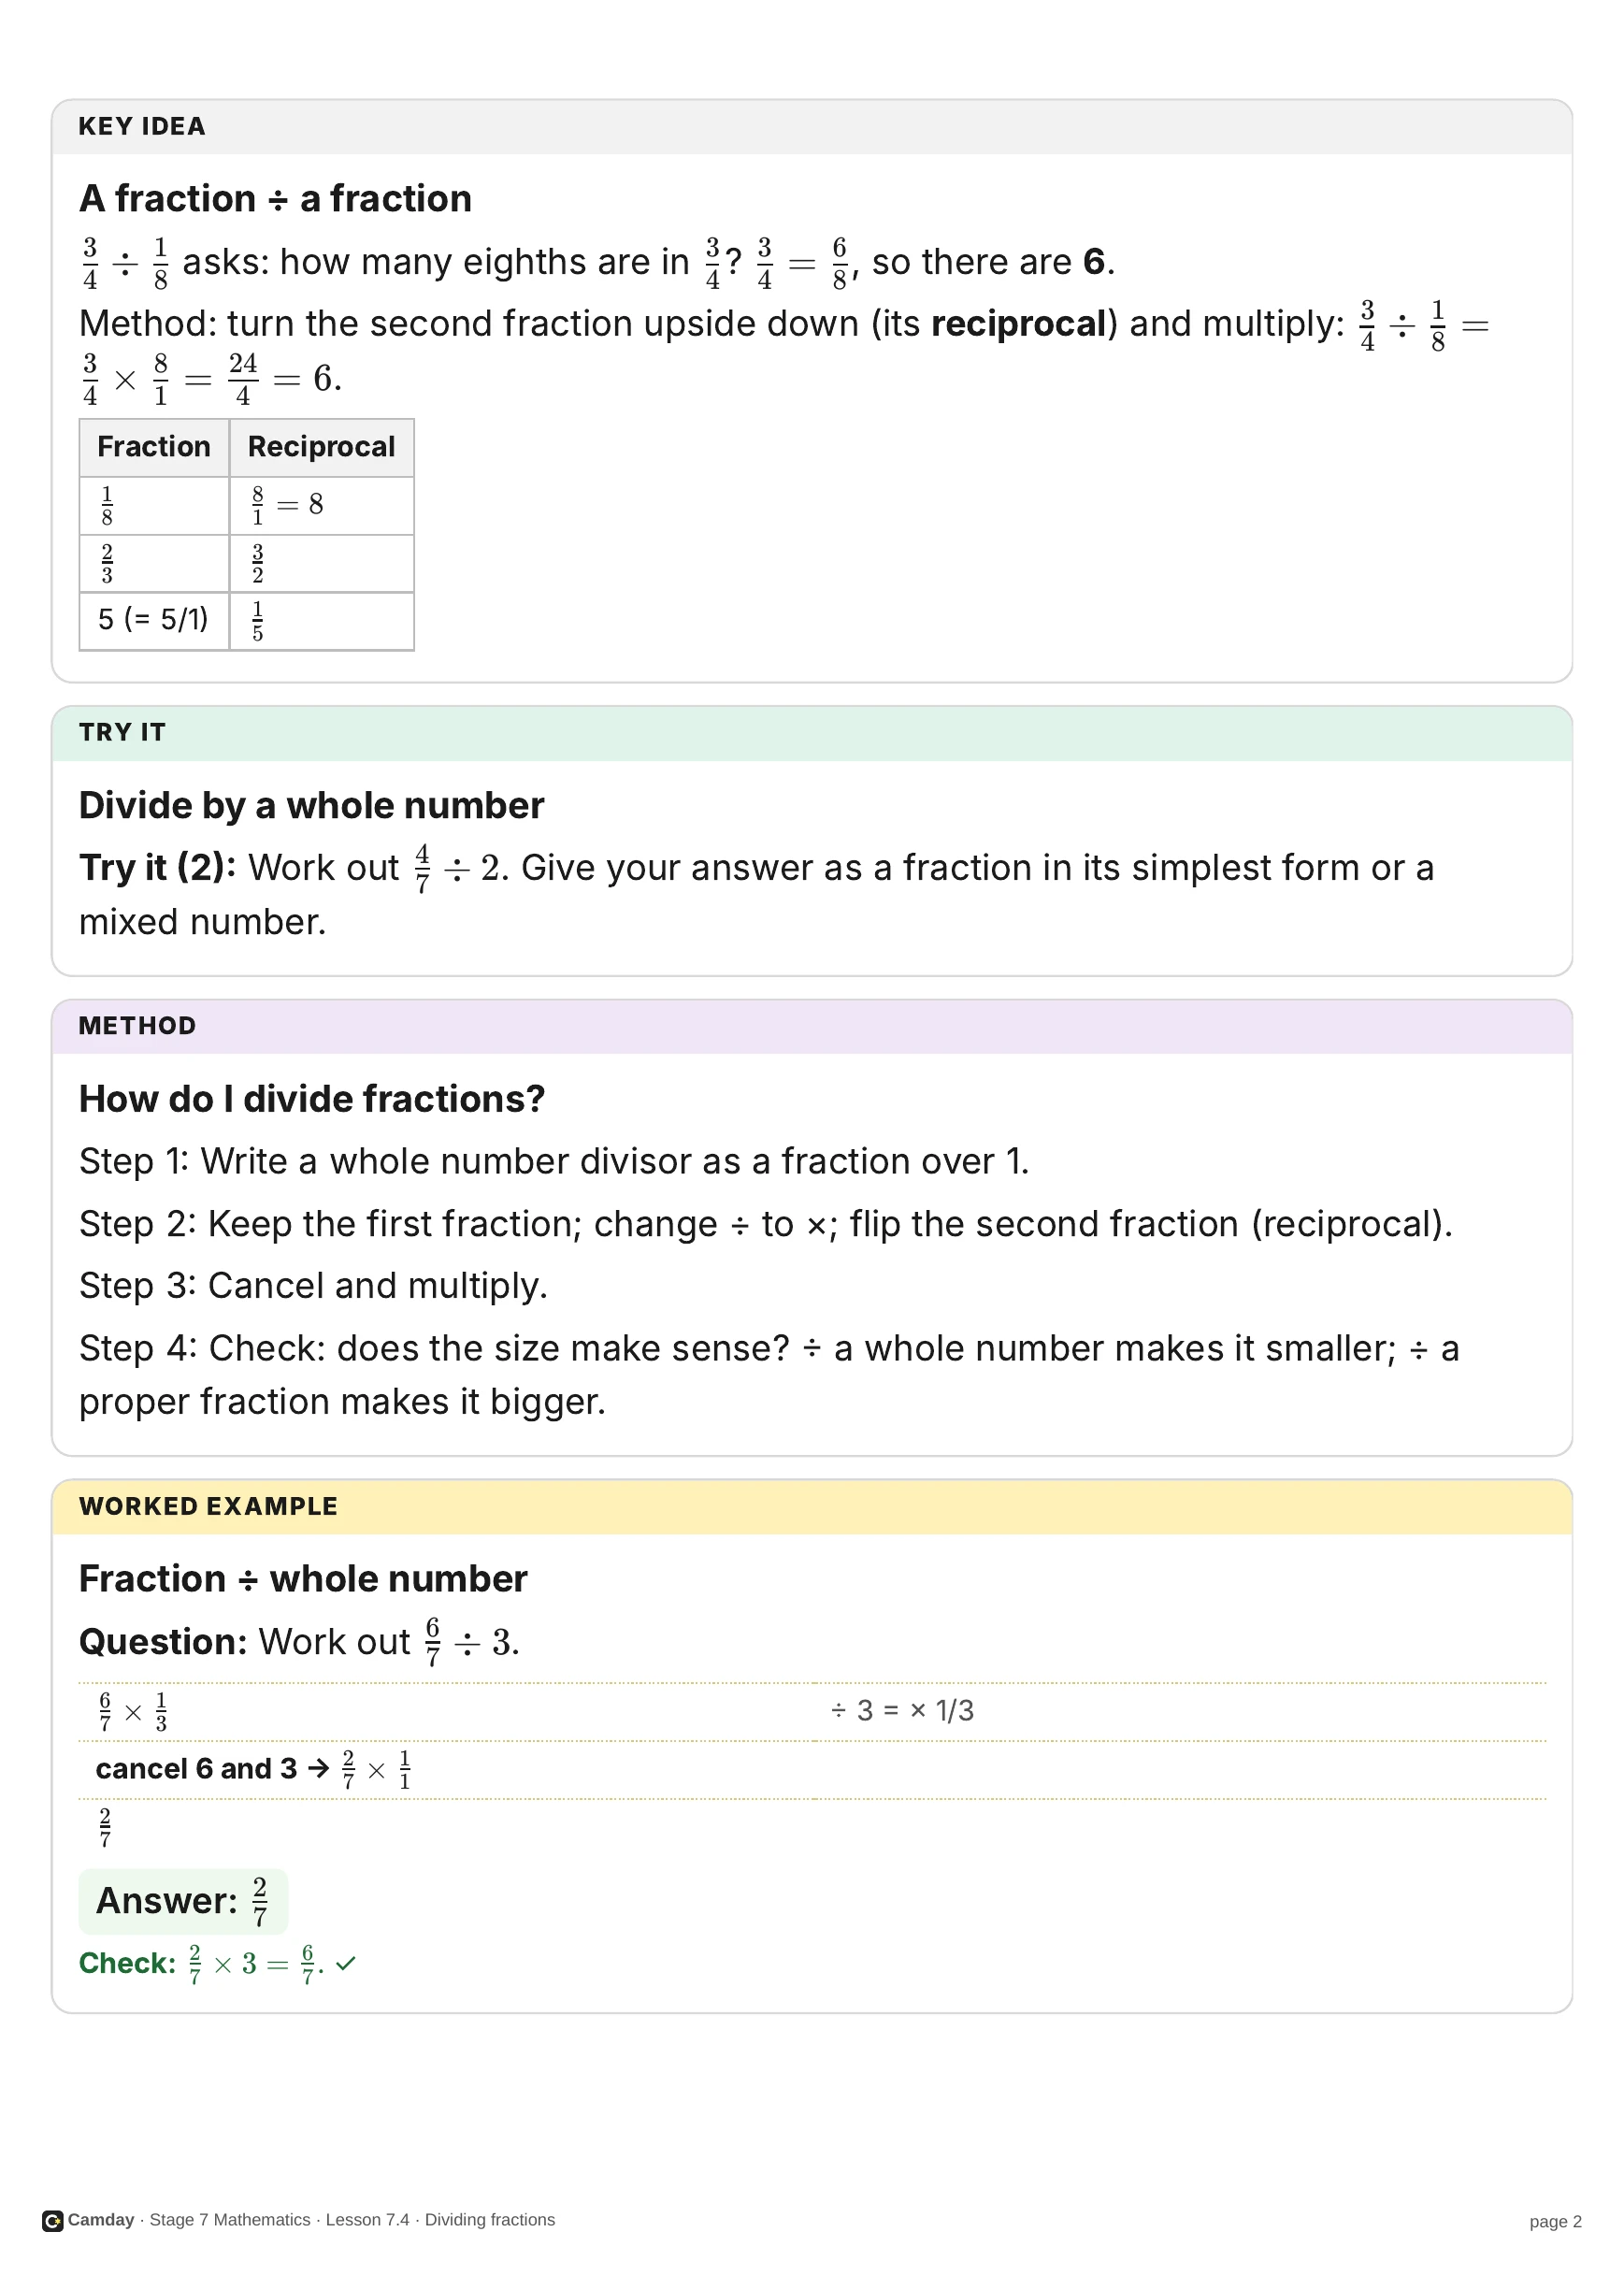 KEY IDEA
A fraction ÷ a fraction
3/4 ÷ 1/8 asks: how many eighths are in 3/4? 3/4 = 6/8, so there are 6.
Method: turn the second fraction upside down (its reciprocal) and multiply: 3/4 ÷ 1/8 =
3/4 × 8/1 = 24/4 = 6.
Fraction Reciprocal
1/8 8/1 = 8
2/3 3/2
5 (= 5/1) 1/5
TRY IT
Divide by a whole number
Try it (2): Work out 4/7 ÷ 2. Give your answer as a fraction in its simplest form or a
mixed number.
METHOD
How do I divide fractions?
Step 1: Write a whole number divisor as a fraction over 1.
Step 2: Keep the first fraction; change ÷ to ×; flip the second fraction (reciprocal).
Step 3: Cancel and multiply.
Step 4: Check: does the size make sense? ÷ a whole number makes it smaller; ÷ a
proper fraction makes it bigger.
WORKED EXAMPLE
Fraction ÷ whole number
Question: Work out 6/7 ÷ 3.
6/7 × 1/3 ÷ 3 = × 1/3
cancel 6 and 3 → 2/7 × 1/1
2/7
Answer: 2/7
Check: 2/7 × 3 = 6/7. ✓
Camday · Stage 7 Mathematics · Lesson 7.4 · Dividing fractions page 2